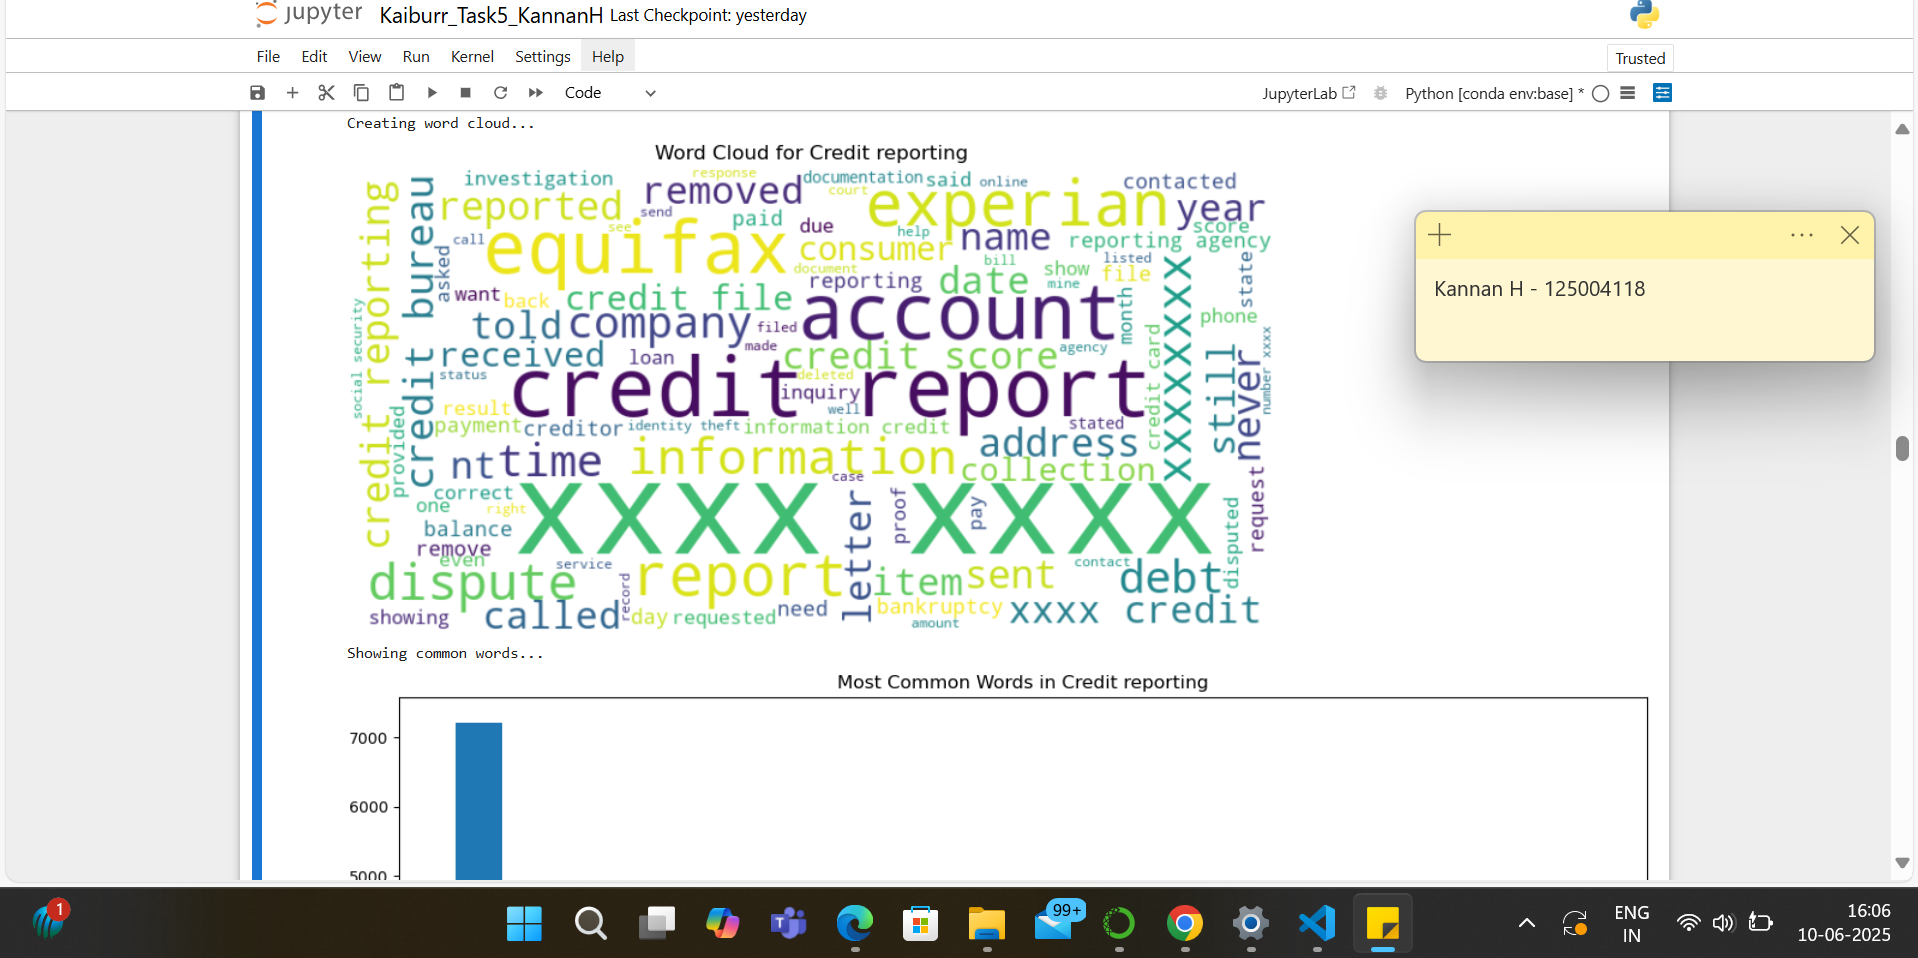 jupyter Kaiburr_Task5_KannanH Last Checkpoint: yesterday
File Edit View Run Kernel Settings Help
Trusted
Code
JupyterLab
Python [conda env:base] *
Creating word cloud...
Word Cloud for Credit reporting
investigation
response
documentation
said
online
contacted
removed
court
experian
year
reported
send
paid
due
score
see
help
name
reporting agency
call
equifax
consumer
bill
listed
document
show
file
state
asked
reporting
date
mine
want
back
credit file
account
month
phone
told
company
filed
credit reporting
credit bureau
social security
received
loan
made
credit score
agency
still
never
number xxxx
status
deleted
credit report
inquiry
credit card
xxxx xxxx
result
well
payment
creditor
identity theft
information credit
stated
provided
address
nt
time
information
collection
case
request
correct
one
right
xxxx xxxx
letter
proof
pay
disputed
balance
remove
even
service
contact
dispute
report
item
sent
debt
record
showing
called
day
requested
need
bankruptcy
amount
xxxx credit
Kannan H - 125004118
Showing common words...
Most Common Words in Credit reporting
7000
6000
5000
1
99+
ENG
IN
16:06
10-06-2025